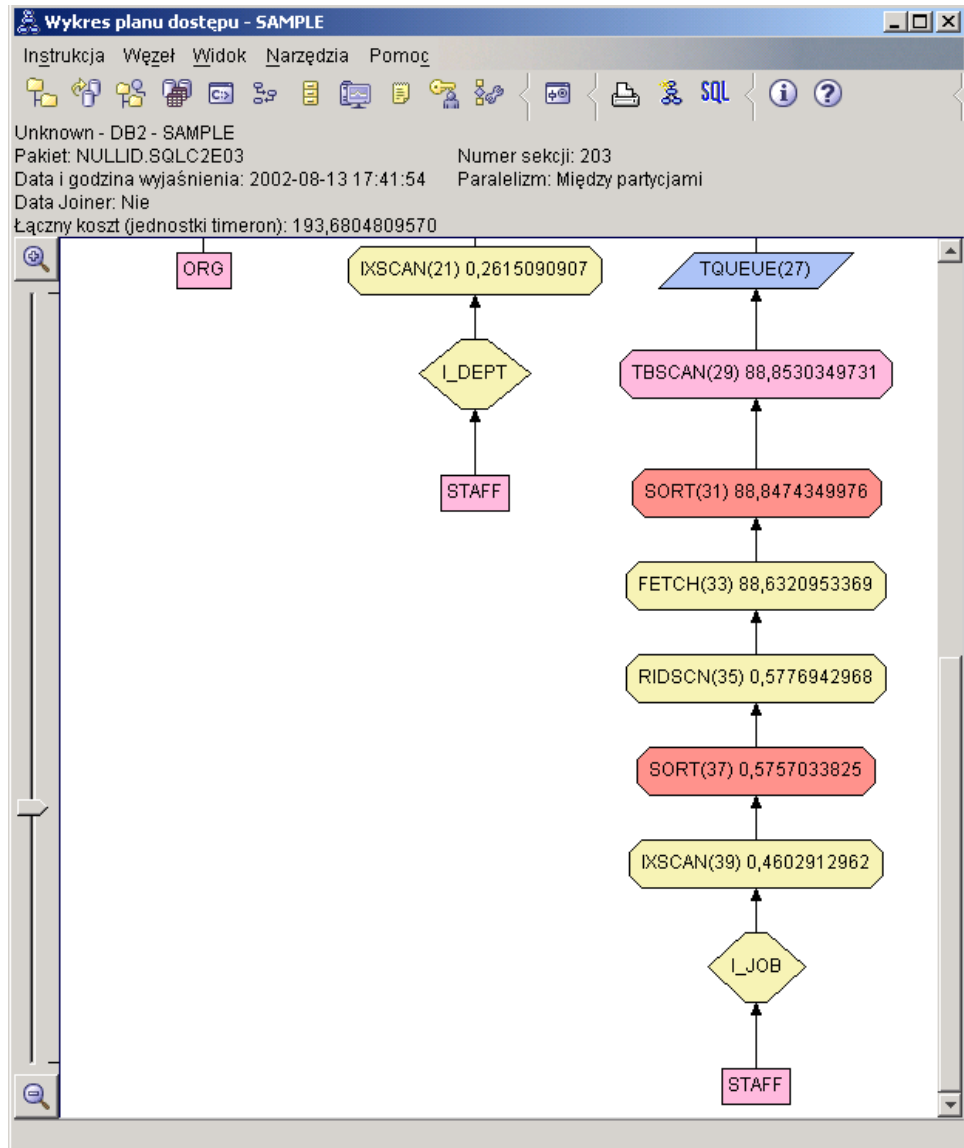 Wykres planu dostępu - SAMPLE
Instrukcja Węzeł Widok Narzędzia Pomoc
SQL
Unknown - DB2 - SAMPLE
Pakiet: NULLID.SQLC2E03 Numer sekcji: 203
Data i godzina wyjaśnienia: 2002-08-13 17:41:54 Paralelizm: Między partycjami
Data Joiner: Nie
Łączny koszt (jednostki timeron): 193,6804809570
ORG
IXSCAN(21) 0,2615090907
TQUEUE(27)
I_DEPT
TBSCAN(29) 88,8530349731
STAFF
SORT(31) 88,8474349976
FETCH(33) 88,6320953369
RIDSCN(35) 0,5776942968
SORT(37) 0,5757033825
IXSCAN(39) 0,4602912962
I_JOB
STAFF